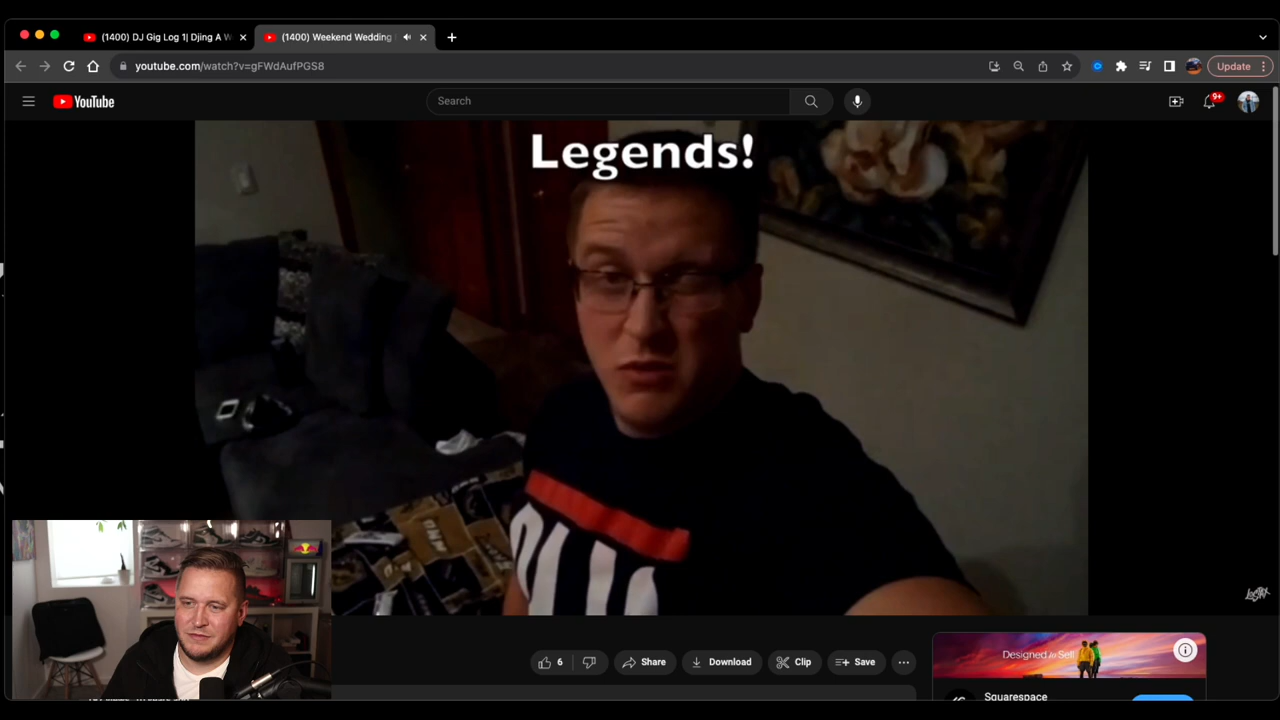 (1400) DJ Gig Log 1| Djing A W
(1400) Weekend Wedding
youtube.com/watch?v=gFWdAufPGS8
Update
YouTube
Search
9+
Legends!
6
Share
Download
Clip
Save
Designed to Sell
Squarespace